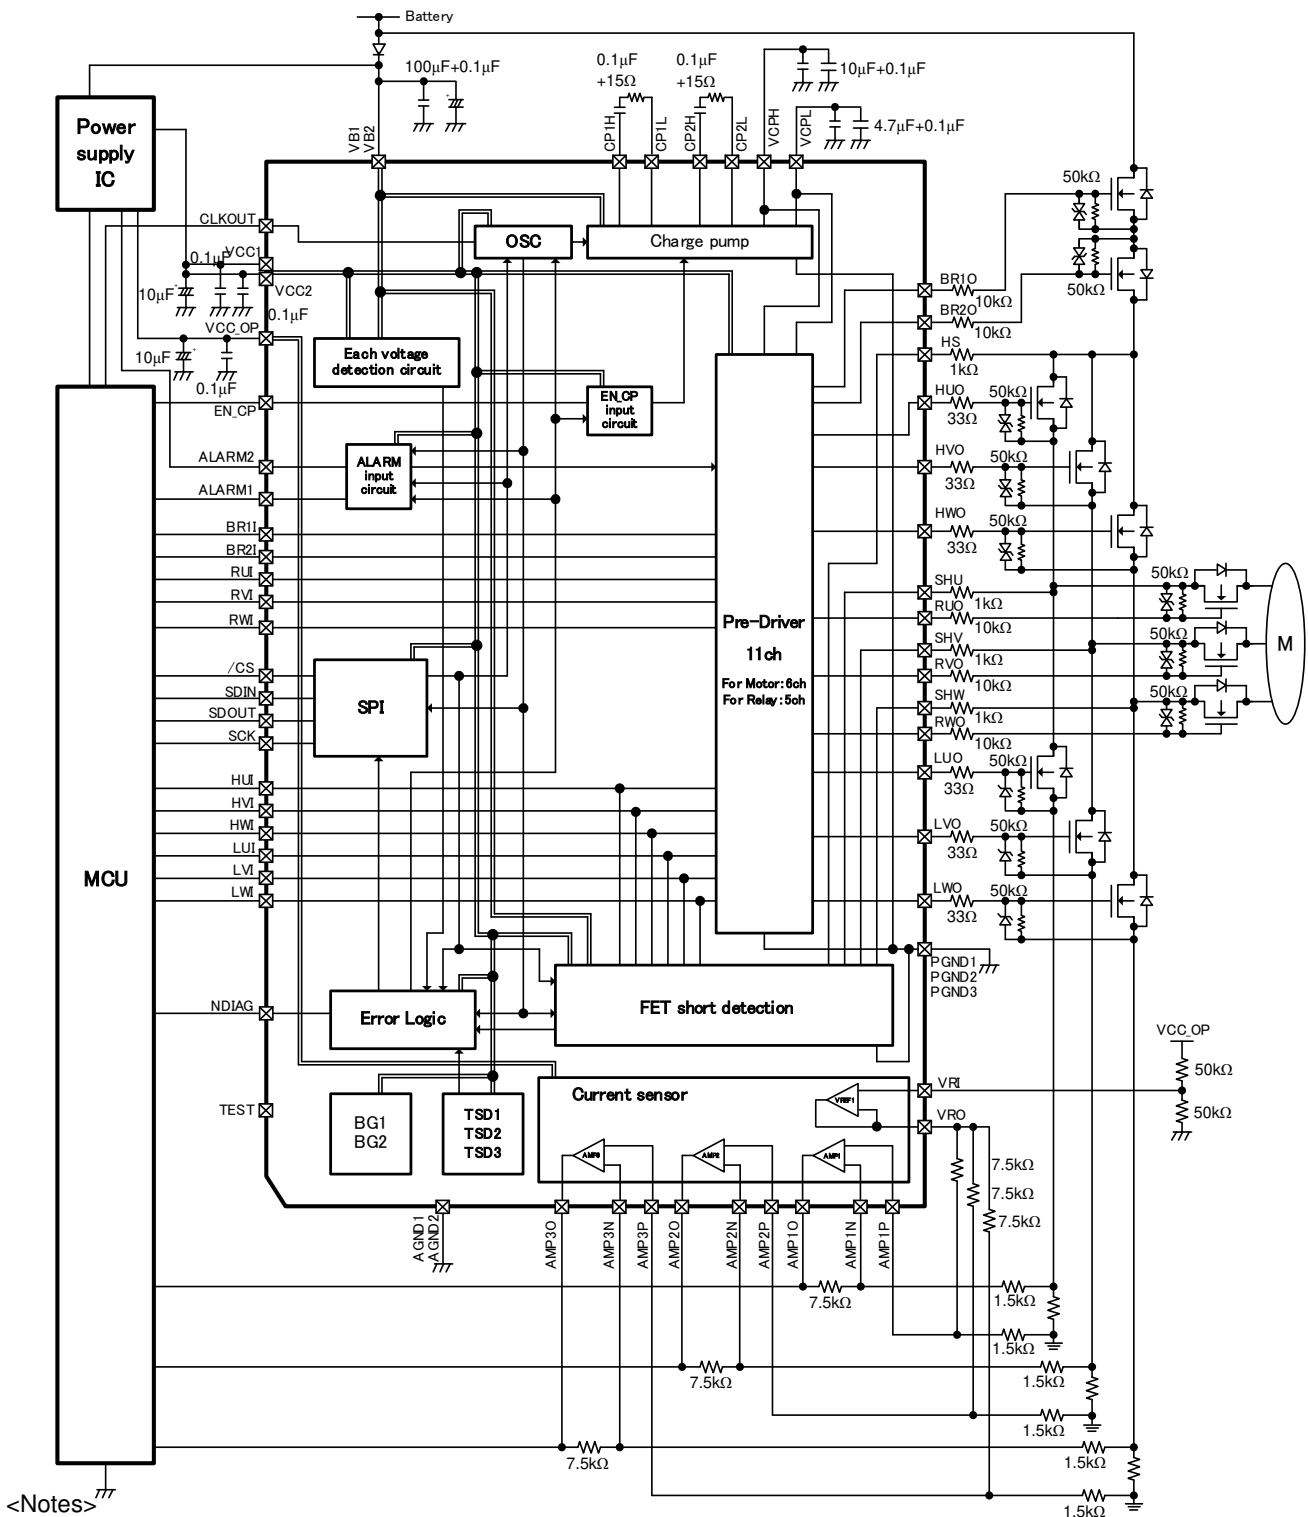 Battery
100μF+0.1μF
0.1μF
+15Ω
0.1μF
+15Ω
10μF+0.1μF
4.7μF+0.1μF
Power
supply
IC
VB1
VB2
CP1H
CP1L
CP2H
CP2L
VCPH
VCPL
50kΩ
CLKOUT
OSC
Charge pump
0.1μF
VCC1
10μF
VCC2
0.1μF
50kΩ
BR1O
10kΩ
BR2O
10kΩ
VCC_OP
10μF
0.1μF
Each voltage
detection circuit
HS
1kΩ
EN_CP
EN_CP
input
circuit
HUO
33Ω
50kΩ
ALARM2
ALARM
input
circuit
HVO
33Ω
50kΩ
ALARM1
BR1I
HWO
33Ω
50kΩ
BR2I
RUI
RVI
RWI
SHU
1kΩ
50kΩ
RUO
10kΩ
Pre-Driver
11ch
For Motor:6ch
For Relay:5ch
SHV
1kΩ
50kΩ
M
RVO
10kΩ
/CS
SDIN
SDOUT
SCK
SPI
SHW
1kΩ
50kΩ
RWO
10kΩ
HUI
HVI
HWI
LUI
LVI
LWI
MCU
LUO
33Ω
50kΩ
LVO
33Ω
50kΩ
LWO
33Ω
50kΩ
PGND1
PGND2
PGND3
NDIAG
Error Logic
FET short detection
VCC_OP
50kΩ
50kΩ
TEST
BG1
BG2
TSD1
TSD2
TSD3
Current sensor
VREF1
VRI
VRO
AMP3
AMP2
AMP1
7.5kΩ
7.5kΩ
7.5kΩ
AGND1
AGND2
AMP3O
AMP3N
AMP3P
AMP2O
AMP2N
AMP2P
AMP1O
AMP1N
AMP1P
7.5kΩ
1.5kΩ
1.5kΩ
7.5kΩ
1.5kΩ
1.5kΩ
7.5kΩ
1.5kΩ
1.5kΩ
<Notes>